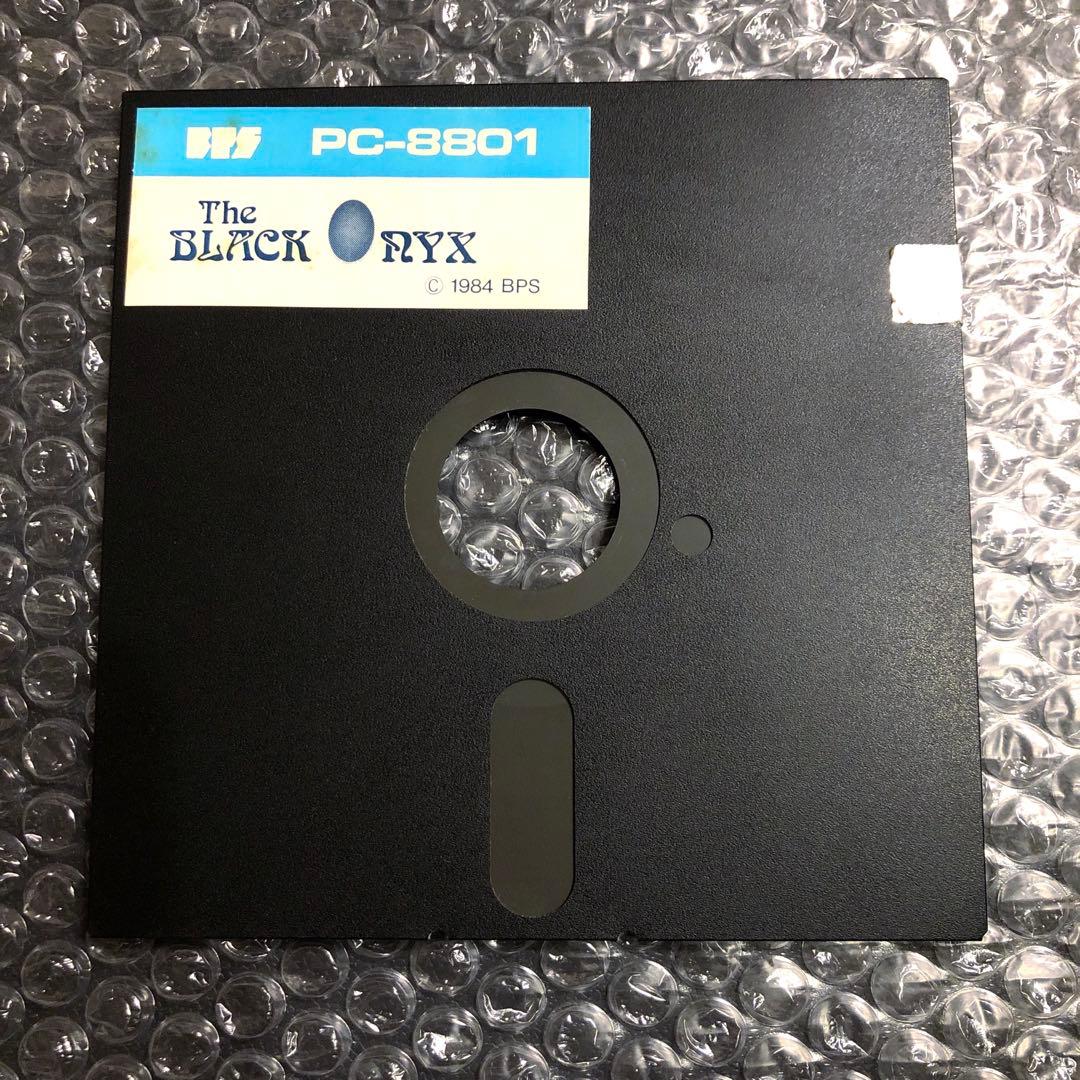 BPS PC-8801
The
BLACK ONYX
© 1984 BPS